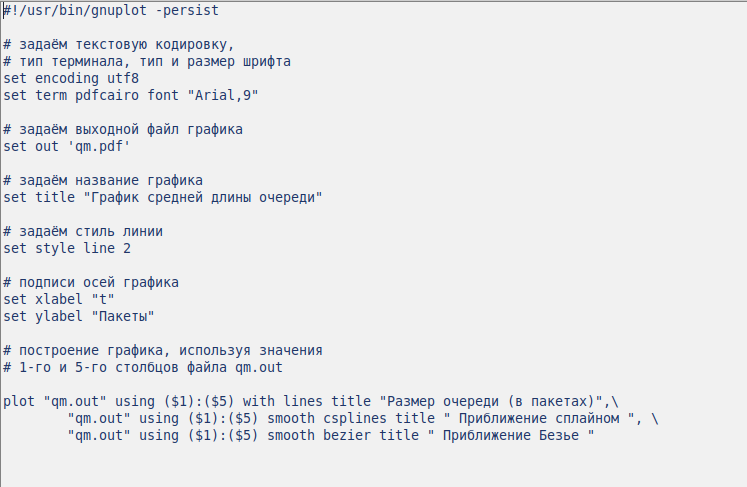 #!/usr/bin/gnuplot -persist
# задаём текстовую кодировку,
# тип терминала, тип и размер шрифта
set encoding utf8
set term pdfcairo font "Arial,9"
# задаём выходной файл графика
set out 'qm.pdf'
# задаём название графика
set title "График средней длины очереди"
# задаём стиль линии
set style line 2
# подписи осей графика
set xlabel "t"
set ylabel "Пакеты"
# построение графика, используя значения
# 1-го и 5-го столбцов файла qm.out
plot "qm.out" using ($1):($5) with lines title "Размер очереди (в пакетах)",\
"qm.out" using ($1):($5) smooth csplines title " Приближение сплайном ", \
"qm.out" using ($1):($5) smooth bezier title " Приближение Безье "